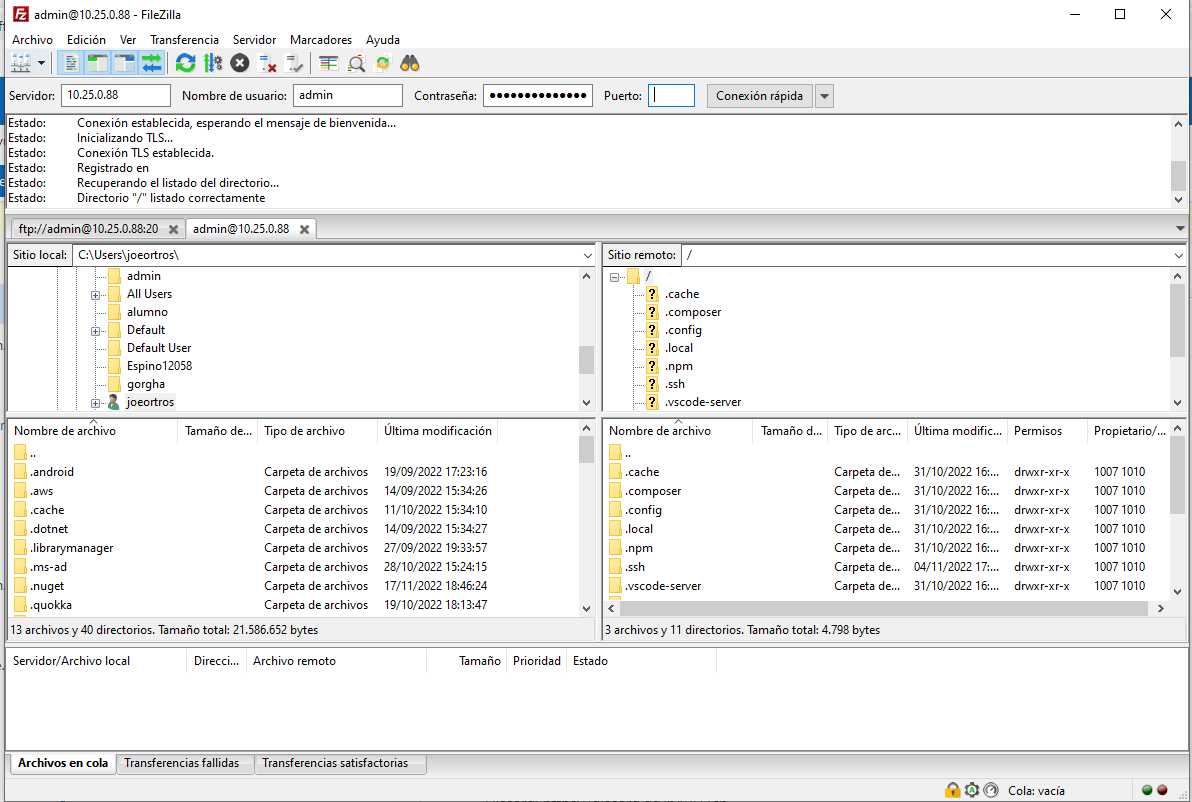 admin@10.25.0.88 - FileZilla
Archivo Edición Ver Transferencia Servidor Marcadores Ayuda
Servidor: 10.25.0.88 Nombre de usuario: admin Contraseña: ●●●●●●●●●●●●●● Puerto: Conexión rápida
Estado: Conexión establecida, esperando el mensaje de bienvenida...
Estado: Inicializando TLS...
Estado: Conexión TLS establecida.
Estado: Registrado en
Estado: Recuperando el listado del directorio...
Estado: Directorio "/" listado correctamente
ftp://admin@10.25.0.88:20 admin@10.25.0.88
Sitio local: C:\Users\joeortros\
admin
All Users
alumno
Default
Default User
Espino12058
gorgha
joeortros
Sitio remoto: /
/
.cache
.composer
.config
.local
.npm
.ssh
.vscode-server
Nombre de archivo Tamaño de... Tipo de archivo Última modificación
..
.android Carpeta de archivos 19/09/2022 17:23:16
.aws Carpeta de archivos 14/09/2022 15:34:26
.cache Carpeta de archivos 11/10/2022 15:34:10
.dotnet Carpeta de archivos 14/09/2022 15:34:27
.librarymanager Carpeta de archivos 27/09/2022 19:33:57
.ms-ad Carpeta de archivos 28/10/2022 15:24:15
.nuget Carpeta de archivos 17/11/2022 18:46:24
.quokka Carpeta de archivos 19/10/2022 18:13:47
13 archivos y 40 directorios. Tamaño total: 21.586.652 bytes
Nombre de archivo Tamaño d... Tipo de arc... Última modific... Permisos Propietario/...
..
.cache Carpeta de... 31/10/2022 16:... drwxr-xr-x 1007 1010
.composer Carpeta de... 31/10/2022 16:... drwxr-xr-x 1007 1010
.config Carpeta de... 31/10/2022 16:... drwxr-xr-x 1007 1010
.local Carpeta de... 31/10/2022 16:... drwxr-xr-x 1007 1010
.npm Carpeta de... 31/10/2022 16:... drwxr-xr-x 1007 1010
.ssh Carpeta de... 04/11/2022 17:... drwxr-xr-x 1007 1010
.vscode-server Carpeta de... 31/10/2022 16:... drwxr-xr-x 1007 1010
3 archivos y 11 directorios. Tamaño total: 4.798 bytes
Servidor/Archivo local Direcci... Archivo remoto Tamaño Prioridad Estado
Archivos en cola Transferencias fallidas Transferencias satisfactorias
Cola: vacía